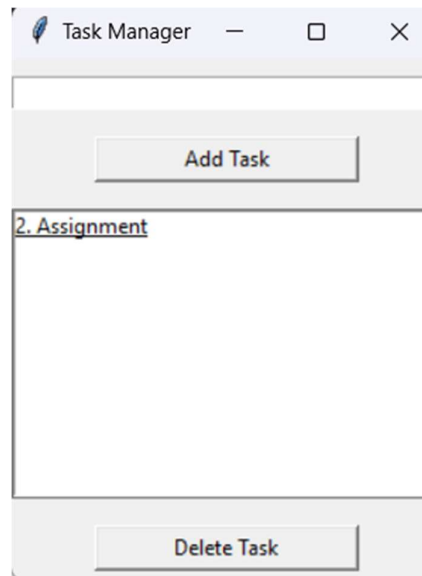 Task Manager
Add Task
2. Assignment
Delete Task